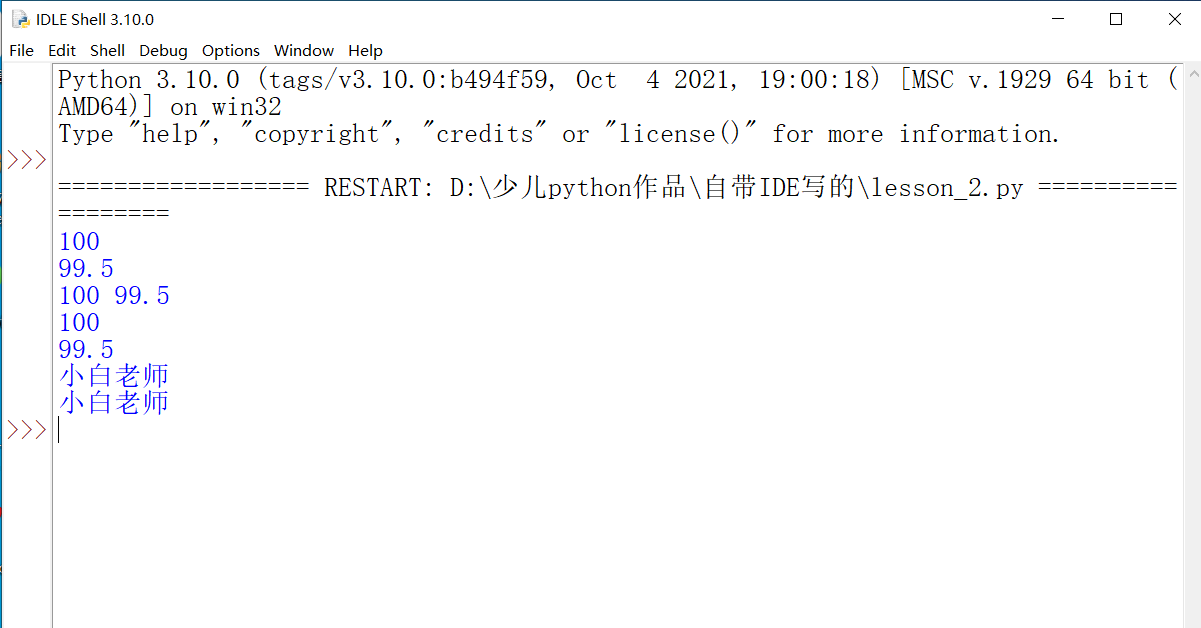 IDLE Shell 3.10.0
File Edit Shell Debug Options Window Help
Python 3.10.0 (tags/v3.10.0:b494f59, Oct  4 2021, 19:00:18) [MSC v.1929 64 bit (
AMD64)] on win32
Type "help", "copyright", "credits" or "license()" for more information.
>>>
================== RESTART: D:\少儿python作品\自带IDE写的\lesson_2.py ==========
========
100
99.5
100 99.5
100
99.5
小白老师
小白老师
>>>